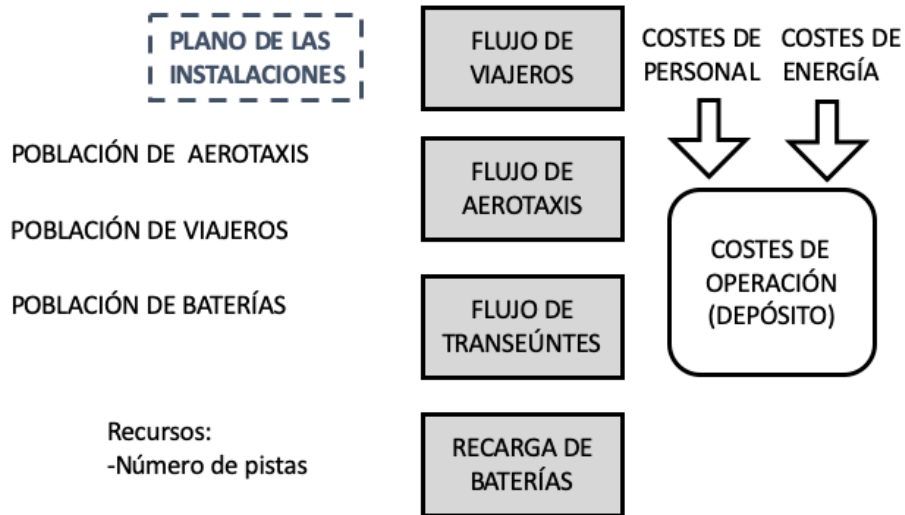 PLANO DE LAS
INSTALACIONES
FLUJO DE
VIAJEROS
COSTES DE
PERSONAL
COSTES DE
ENERGÍA
POBLACIÓN DE  AEROTAXIS
POBLACIÓN DE VIAJEROS
POBLACIÓN DE BATERÍAS
FLUJO DE
AEROTAXIS
COSTES DE
OPERACIÓN
(DEPÓSITO)
FLUJO DE
TRANSEÚNTES
Recursos:
-Número de pistas
RECARGA DE
BATERÍAS